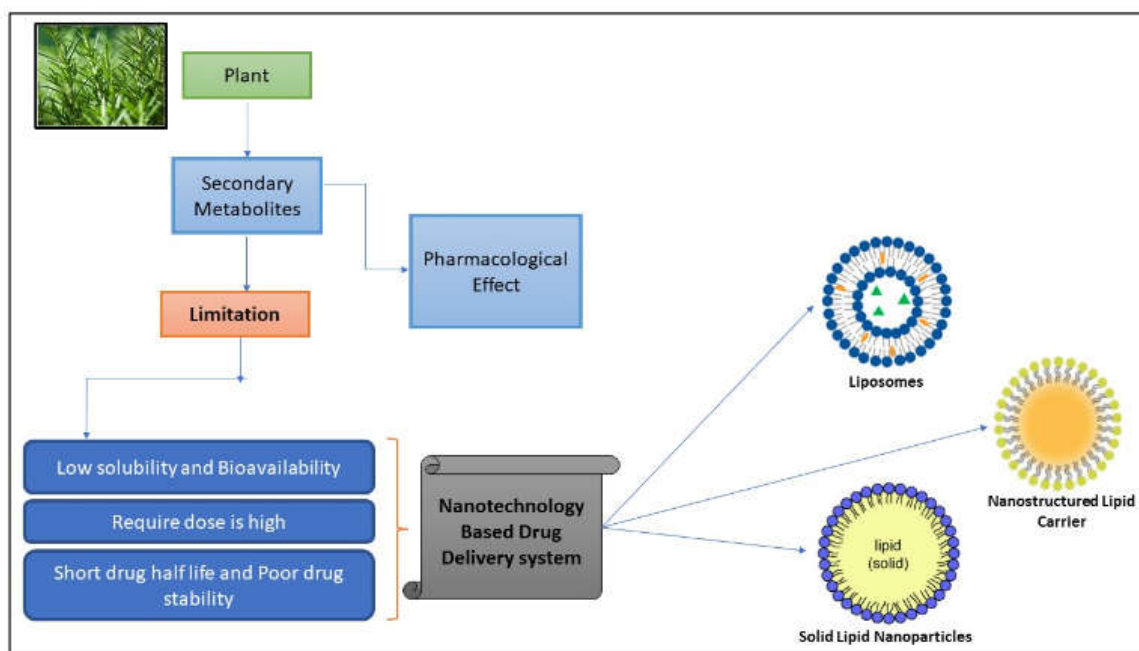 Plant
Secondary
Metabolites
Pharmacological
Effect
Limitation
Low solubility and Bioavailability
Require dose is high
Short drug half life and Poor drug
stability
Nanotechnology
Based Drug
Delivery system
Liposomes
Nanostructured Lipid
Carrier
lipid
(solid)
Solid Lipid Nanoparticles